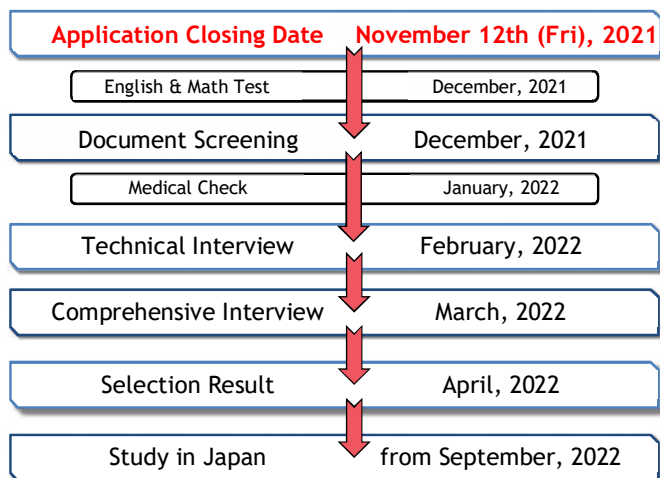 Application Closing Date November 12th (Fri), 2021
English & Math Test December, 2021
Document Screening December, 2021
Medical Check January, 2022
Technical Interview February, 2022
Comprehensive Interview March, 2022
Selection Result April, 2022
Study in Japan from September, 2022